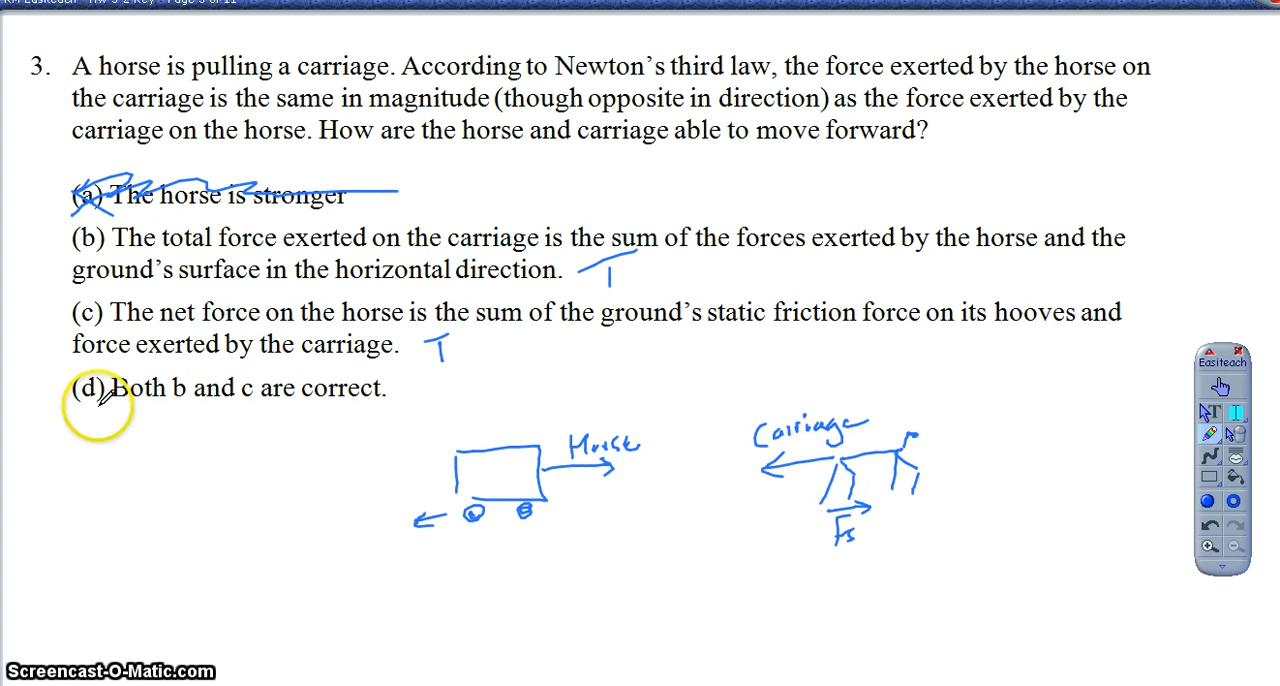 3. A horse is pulling a carriage. According to Newton's third law, the force exerted by the horse on
the carriage is the same in magnitude (though opposite in direction) as the force exerted by the
carriage on the horse. How are the horse and carriage able to move forward?
(a) The horse is stronger
(b) The total force exerted on the carriage is the sum of the forces exerted by the horse and the
ground's surface in the horizontal direction. T
(c) The net force on the horse is the sum of the ground's static friction force on its hooves and
force exerted by the carriage. T
(d) Both b and c are correct.
Horse
Carriage
Fs
Easiteach
Screencast-O-Matic.com